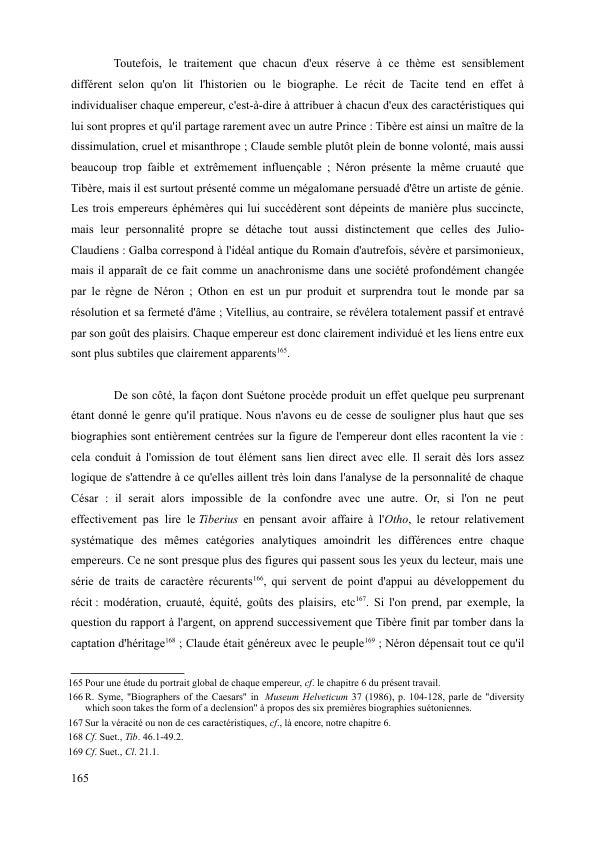 Toutefois, le traitement que chacun d'eux réserve à ce thème est sensiblement
différent selon qu'on lit l'historien ou le biographe. Le récit de Tacite tend en effet à
individualiser chaque empereur, c'est-à-dire à attribuer à chacun d'eux des caractéristiques qui
lui sont propres et qu'il partage rarement avec un autre Prince : Tibère est ainsi un maître de la
dissimulation, cruel et misanthrope ; Claude semble plutôt plein de bonne volonté, mais aussi
beaucoup trop faible et extrêmement influençable ; Néron présente la même cruauté que
Tibère, mais il est surtout présenté comme un mégalomane persuadé d'être un artiste de génie.
Les trois empereurs éphémères qui lui succédèrent sont dépeints de manière plus succincte,
mais leur personnalité propre se détache tout aussi distinctement que celles des Julio-
Claudiens : Galba correspond à l'idéal antique du Romain d'autrefois, sévère et parsimonieux,
mais il apparaît de ce fait comme un anachronisme dans une société profondément changée
par le règne de Néron ; Othon en est un pur produit et surprendra tout le monde par sa
résolution et sa fermeté d'âme ; Vitellius, au contraire, se révélera totalement passif et entravé
par son goût des plaisirs. Chaque empereur est donc clairement individué et les liens entre eux
sont plus subtiles que clairement apparents165.
De son côté, la façon dont Suétone procède produit un effet quelque peu surprenant
étant donné le genre qu'il pratique. Nous n'avons eu de cesse de souligner plus haut que ses
biographies sont entièrement centrées sur la figure de l'empereur dont elles racontent la vie :
cela conduit à l'omission de tout élément sans lien direct avec elle. Il serait dès lors assez
logique de s'attendre à ce qu'elles aillent très loin dans l'analyse de la personnalité de chaque
César : il serait alors impossible de la confondre avec une autre. Or, si l'on ne peut
effectivement pas lire le Tiberius en pensant avoir affaire à l'Otho, le retour relativement
systématique des mêmes catégories analytiques amoindrit les différences entre chaque
empereurs. Ce ne sont presque plus des figures qui passent sous les yeux du lecteur, mais une
série de traits de caractère récurents166, qui servent de point d'appui au développement du
récit : modération, cruauté, équité, goûts des plaisirs, etc167. Si l'on prend, par exemple, la
question du rapport à l'argent, on apprend successivement que Tibère finit par tomber dans la
captation d'héritage168 ; Claude était généreux avec le peuple169 ; Néron dépensait tout ce qu'il
165 Pour une étude du portrait global de chaque empereur, cf. le chapitre 6 du présent travail.
166 R. Syme, "Biographers of the Caesars" in Museum Helveticum 37 (1986), p. 104-128, parle de "diversity
which soon takes the form of a declension" à propos des six premières biographies suétoniennes.
167 Sur la véracité ou non de ces caractéristiques, cf., là encore, notre chapitre 6.
168 Cf. Suet., Tib. 46.1-49.2.
169 Cf. Suet., Cl. 21.1.
165